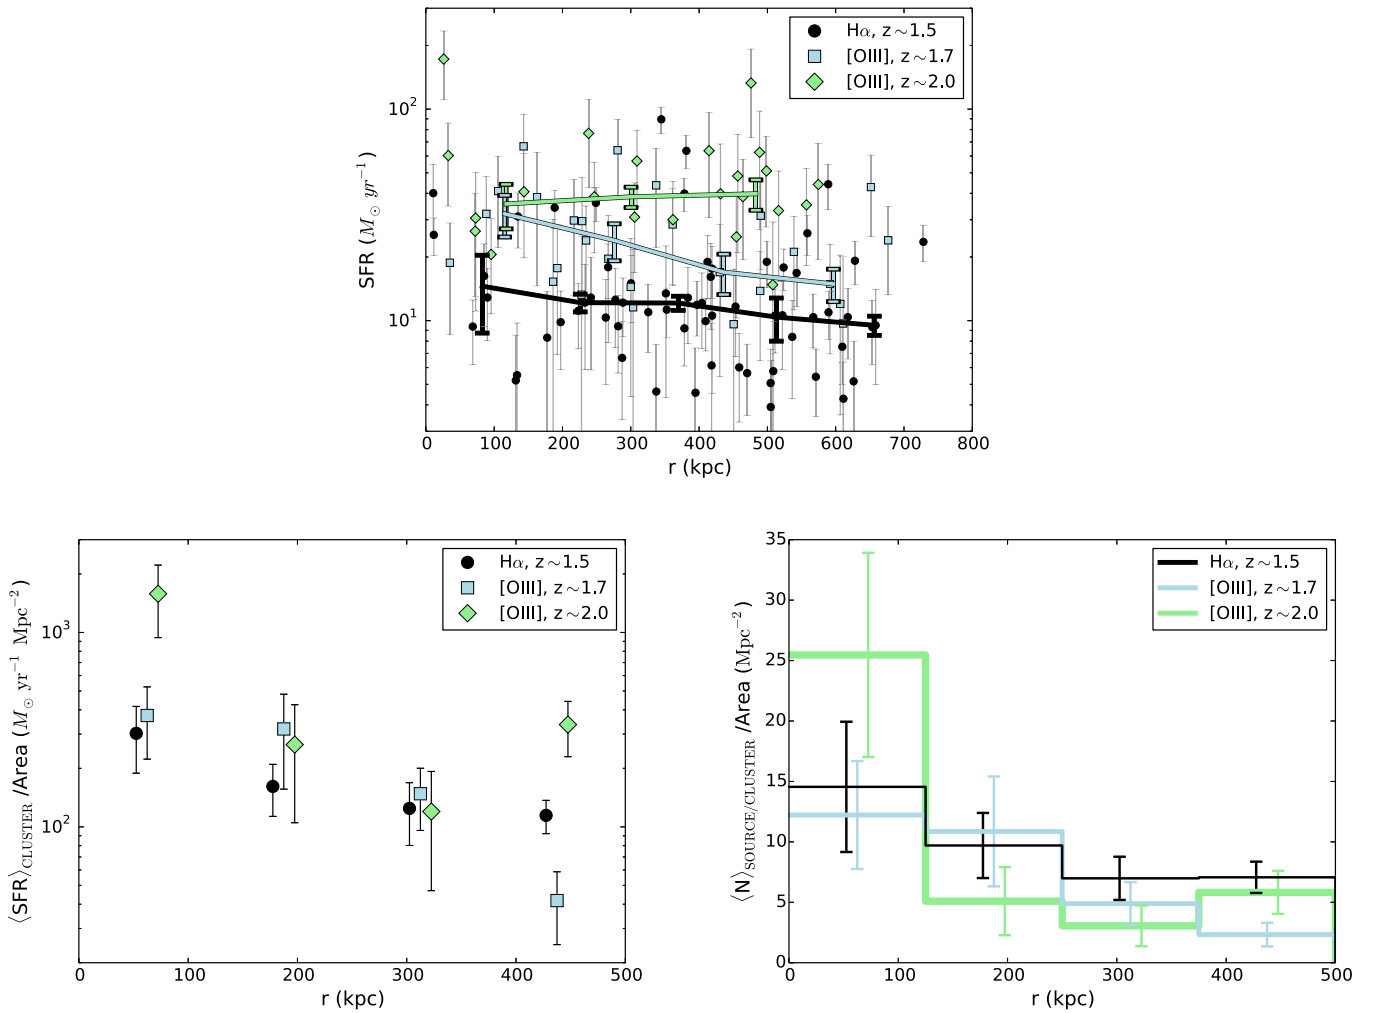 Hα, z∼1.5
[OIII], z∼1.7
[OIII], z∼2.0
10²
10¹
SFR (M⊙ yr⁻¹)
0 100 200 300 400 500 600 700 800
r (kpc)
Hα, z∼1.5
[OIII], z∼1.7
[OIII], z∼2.0
10³
10²
⟨SFR⟩CLUSTER /Area (M⊙ yr⁻¹ Mpc⁻²)
0 100 200 300 400 500
r (kpc)
Hα, z∼1.5
[OIII], z∼1.7
[OIII], z∼2.0
35
30
25
20
15
10
5
0
⟨N⟩SOURCE/CLUSTER /Area (Mpc⁻²)
0 100 200 300 400 500
r (kpc)